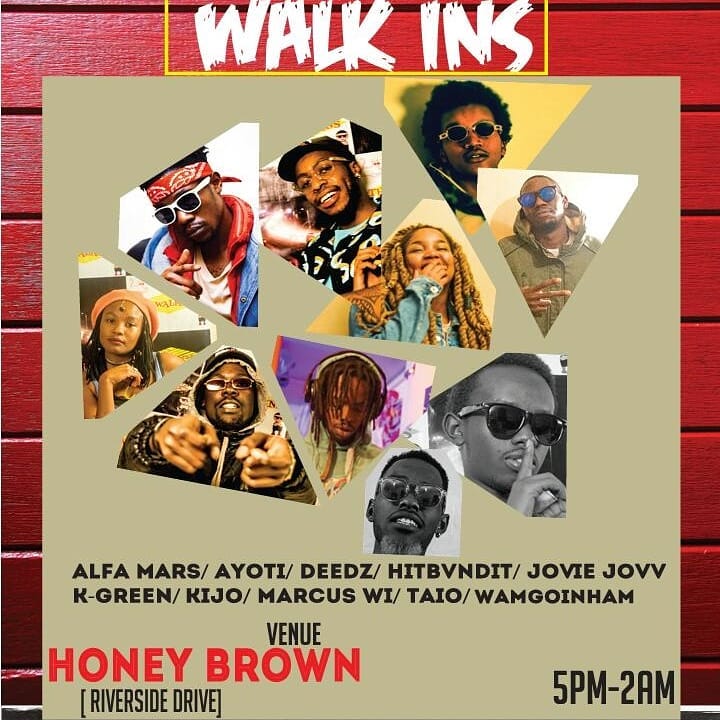 WALK INS
ALFA MARS/ AYOTI/ DEEDZ/ HITBVNDIT/ JOVIE JOVV
K-GREEN/ KIJO/ MARCUS WI/ TAIO/ WAMGOINHAM
VENUE
HONEY BROWN
[ RIVERSIDE DRIVE]
5PM-2AM